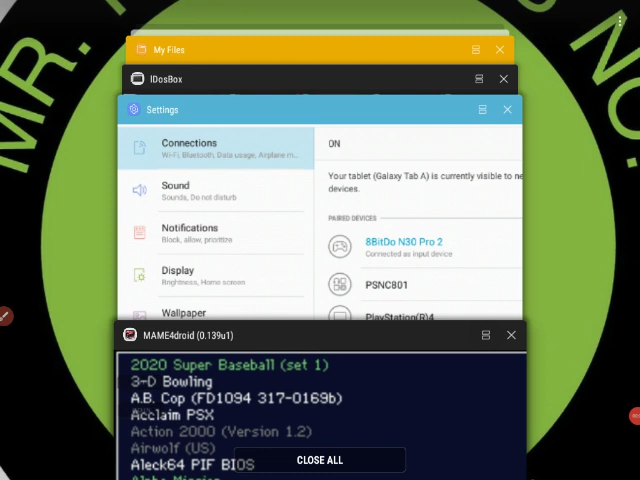 MR.
NO.
My Files
IDosBox
Settings
Connections
Wi-Fi, Bluetooth, Data usage, Airplane m...
Sound
Sounds, Do not disturb
Notifications
Block, allow, prioritize
Display
Brightness, Home screen
Wallpaper
ON
Your tablet (Galaxy Tab A) is currently visible to ne
devices.
PAIRED DEVICES
8BitDo N30 Pro 2
Connected as input device
PSNC801
PlayStation(R)4
MAME4droid (0.139u1)
2020 Super Baseball (set 1)
3-D Bowling
A.B. Cop (FD1094 317-0169b)
Acclaim PSX
Action 2000 (Version 1.2)
Airwolf (US)
Aleck64 PIF BIOS
CLOSE ALL